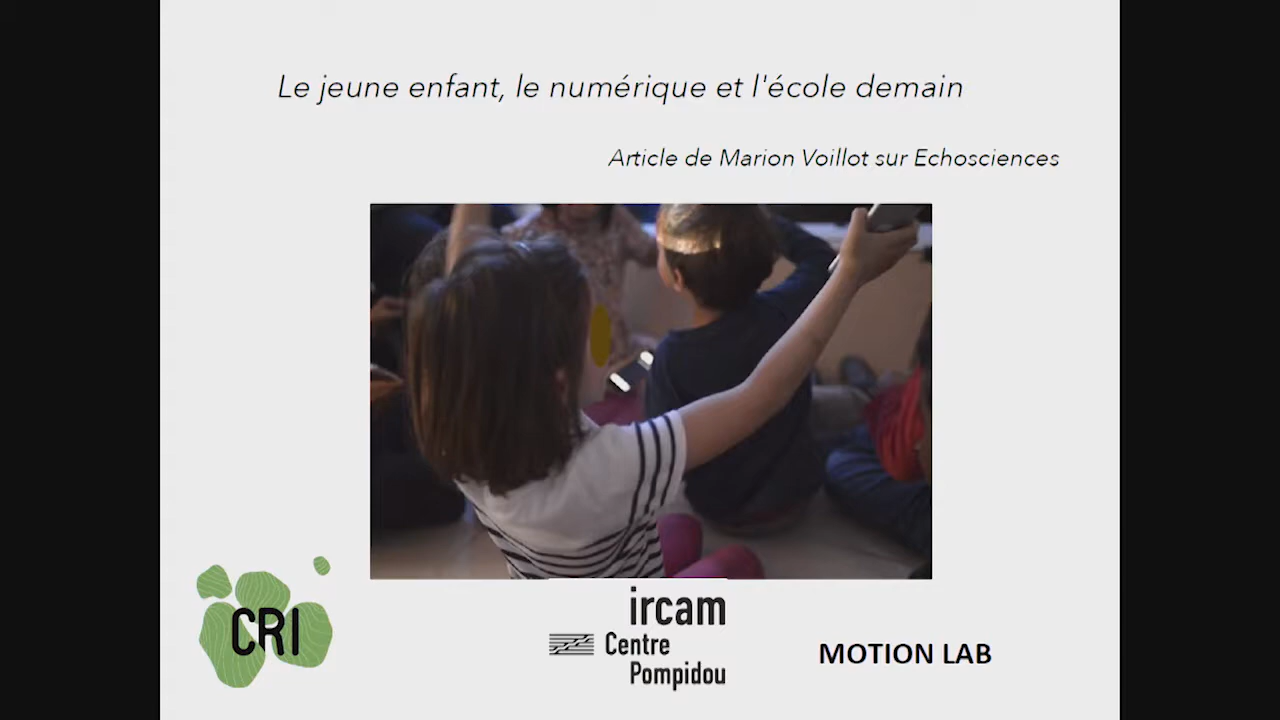 Le jeune enfant, le numérique et l'école demain
Article de Marion Voillot sur Echosciences
CRI
ircam
Centre
Pompidou
MOTION LAB